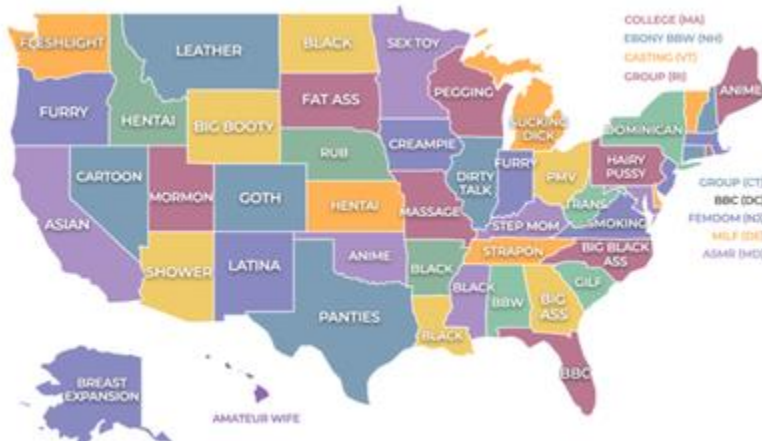 COLLEGE (MA)
EBONY BBW (NH)
CASTING (VT)
GROUP (RI)
FLESHLIGHT
LEATHER
BLACK
SEX TOY
ANIME
FURRY
HENTAI
BIG BOOTY
FAT ASS
PEGGING
SUCKING
DICK
DOMINICAN
CARTOON
MORMON
GOTH
RUB
CREAMPIE
DIRTY
TALK
FURRY
PMV
HAIRY
PUSSY
ASIAN
HENTAI
MASSAGE
STEP MOM
TRANS
SMOKING
GROUP (CT)
BBC (DC)
FEMDOM (NJ)
MILF (DE)
ASMR (MD)
SHOWER
LATINA
ANIME
BLACK
STRAPON
BIG BLACK
ASS
PANTIES
BLACK
BLACK
BBW
BIG
ASS
GILF
BBC
BREAST
EXPANSION
AMATEUR WIFE